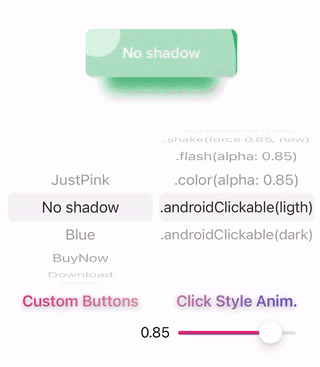 No shadow
JustPink
No shadow
Blue
BuyNow
Download
.shake(force 0.85, new)
.flash(alpha: 0.85)
.color(alpha: 0.85)
.androidClickable(ligth)
.androidClickable(dark)
Custom Buttons
Click Style Anim.
0.85